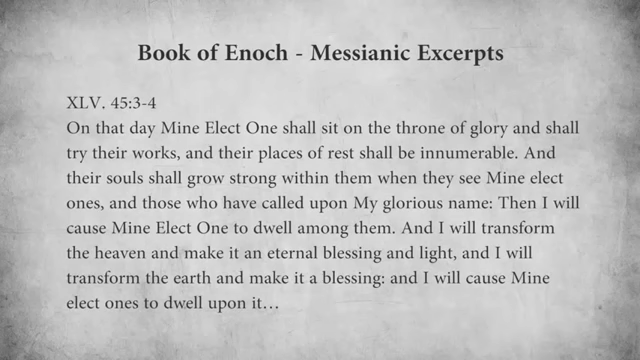 Book of Enoch - Messianic Excerpts
XLV. 45:3-4
On that day Mine Elect One shall sit on the throne of glory and shall
try their works, and their places of rest shall be innumerable. And
their souls shall grow strong within them when they see Mine elect
ones, and those who have called upon My glorious name: Then I will
cause Mine Elect One to dwell among them. And I will transform
the heaven and make it an eternal blessing and light, and I will
transform the earth and make it a blessing: and I will cause Mine
elect ones to dwell upon it…